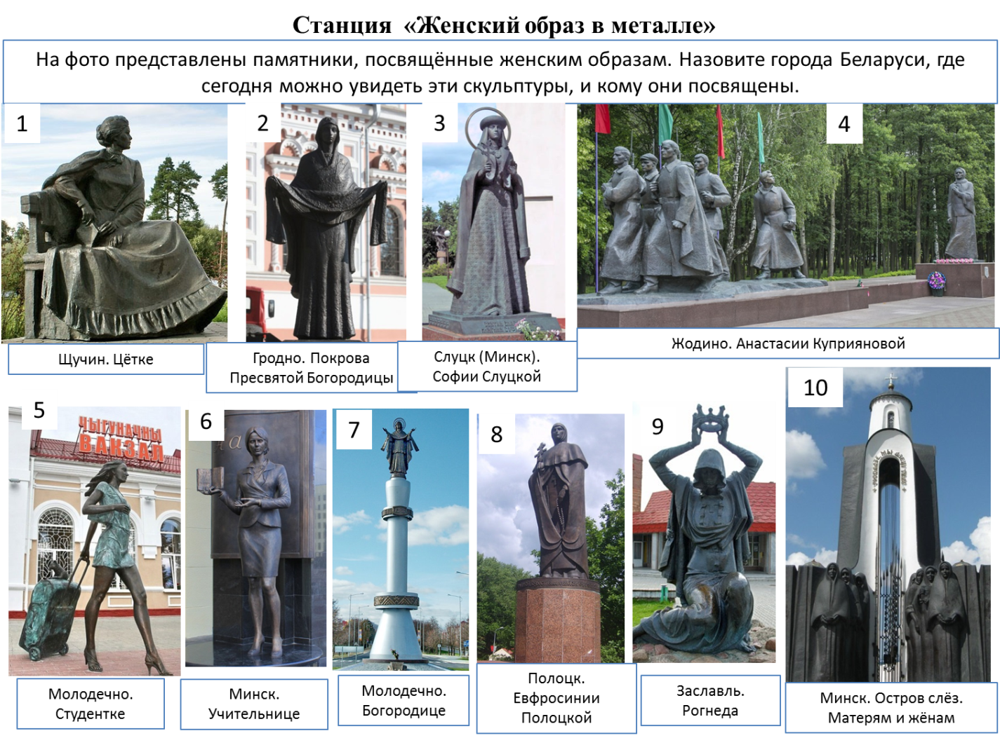 Станция «Женский образ в металле»
На фото представлены памятники, посвящённые женским образам. Назовите города Беларуси, где
сегодня можно увидеть эти скульптуры, и кому они посвящены.
1
2
3
4
Щучин. Цётке
Гродно. Покрова
Пресвятой Богородицы
Слуцк (Минск).
Софии Слуцкой
Жодино. Анастасии Куприяновой
5
ЧЫГУНАЧНЫ
ВАКЗАЛ
6
7
8
9
10
Молодечно.
Студентке
Минск.
Учительнице
Молодечно.
Богородице
Полоцк.
Евфросинии
Полоцкой
Заславль.
Рогнеда
Минск. Остров слёз.
Матерям и жёнам